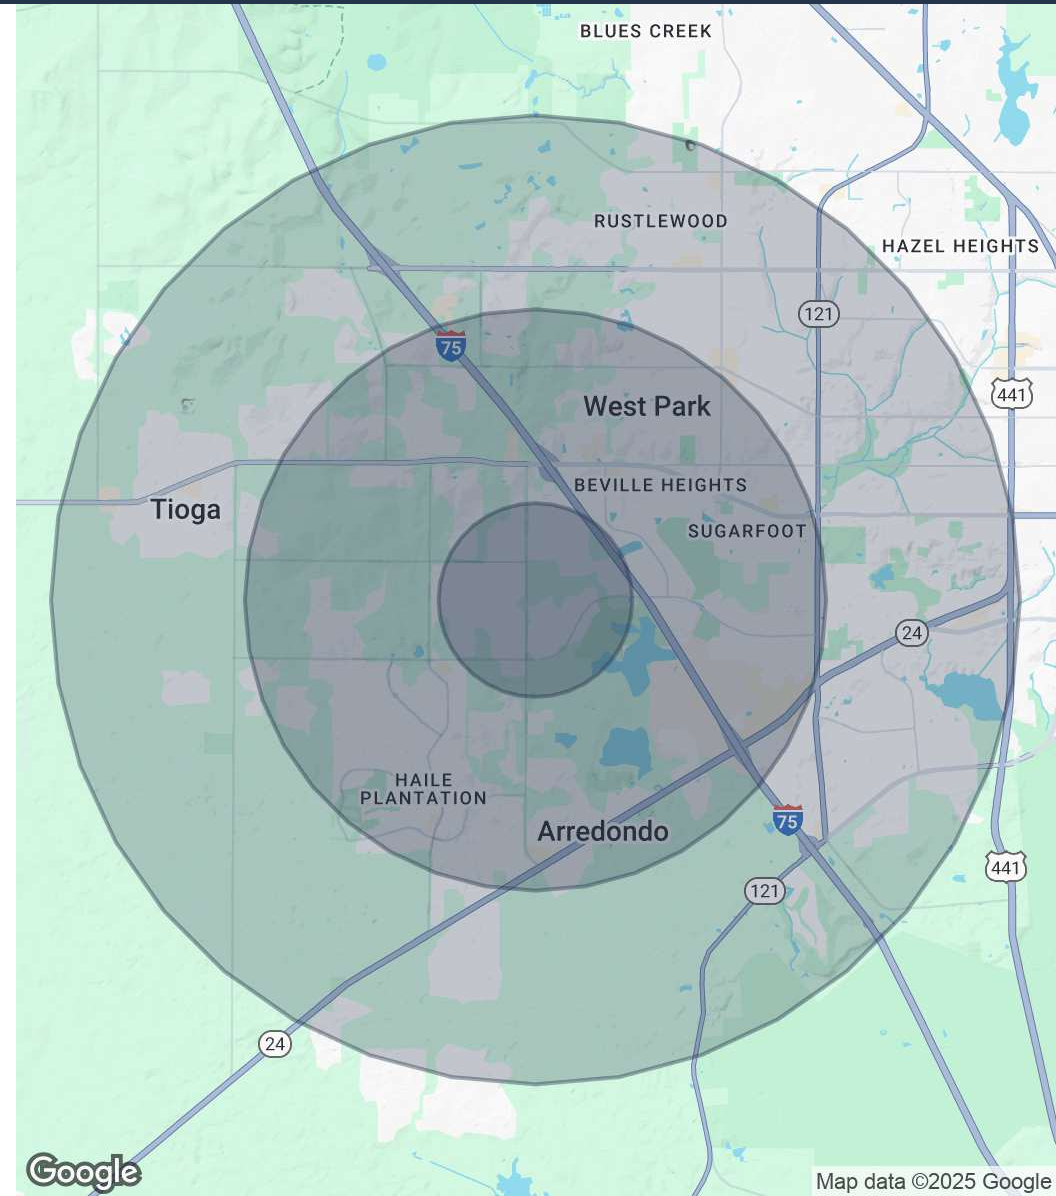 BLUES CREEK
RUSTLEWOOD
HAZEL HEIGHTS
121
75
441
West Park
BEVILLE HEIGHTS
Tioga
SUGARFOOT
24
HAILE
PLANTATION
Arredondo
75
441
121
24
Google
Map data ©2025 Google